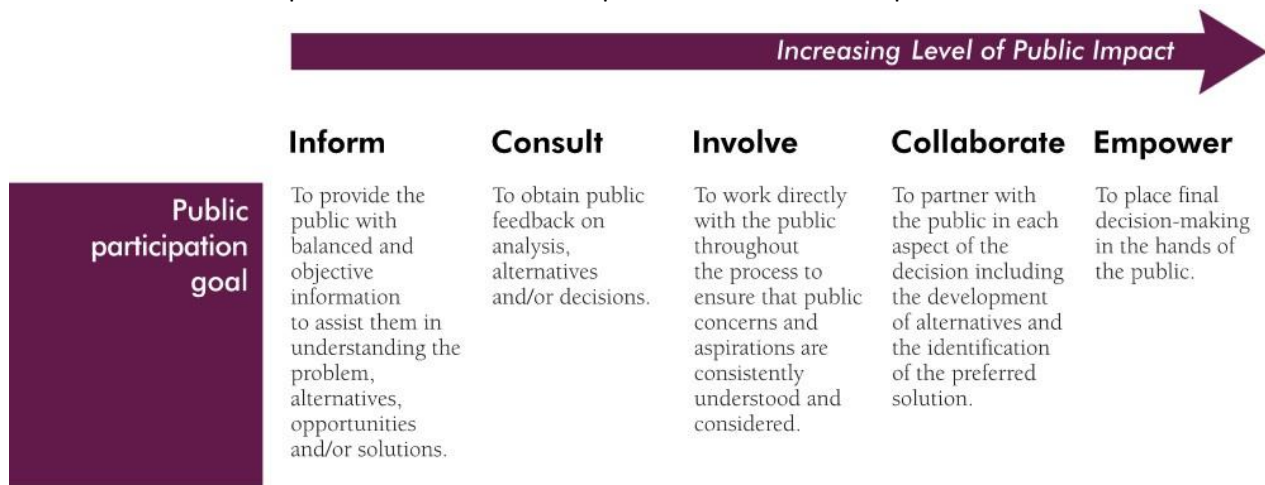 Increasing Level of Public Impact
Inform
Consult
Involve
Collaborate
Empower
Public
participation
goal
To provide the
public with
balanced and
objective
information
to assist them in
understanding the
problem,
alternatives,
opportunities
and/or solutions.
To obtain public
feedback on
analysis,
alternatives
and/or decisions.
To work directly
with the public
throughout
the process to
ensure that public
concerns and
aspirations are
consistently
understood and
considered.
To partner with
the public in each
aspect of the
decision including
the development
of alternatives and
the identification
of the preferred
solution.
To place final
decision-making
in the hands of
the public.